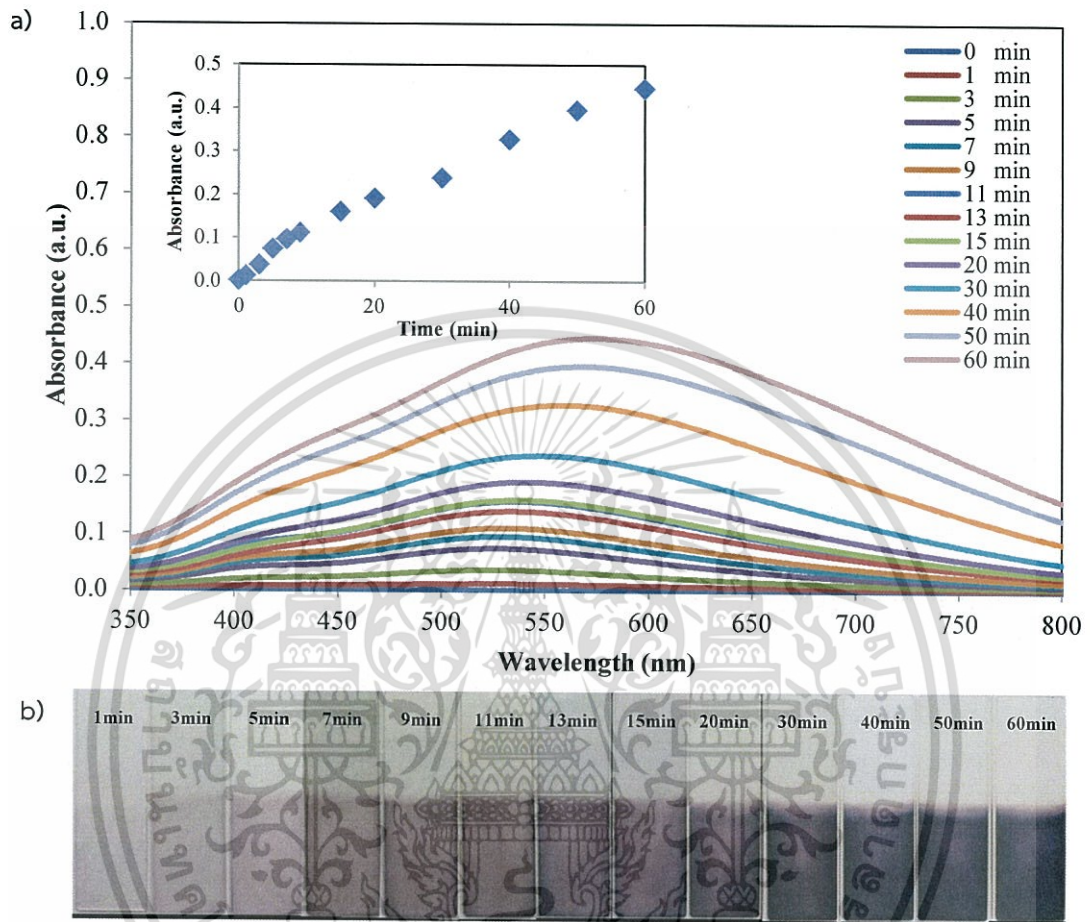 a)
1.0
0.9
0.8
0.7
0.6
0.5
0.4
0.3
0.2
0.1
0.0
Absorbance (a.u.)
350 400 450 500 550 600 650 700 750 800
Wavelength (nm)
0.5
0.4
0.3
0.2
0.1
0.0
Absorbance (a.u.)
0 20 40 60
Time (min)
0 min
1 min
3 min
5 min
7 min
9 min
11 min
13 min
15 min
20 min
30 min
40 min
50 min
60 min
b)
1min 3min 5min 7min 9min 11min 13min 15min 20min 30min 40min 50min 60min